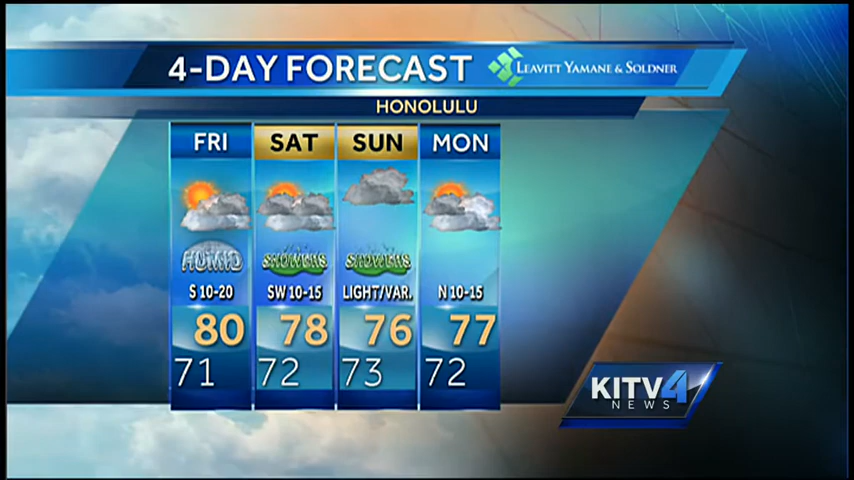 4-DAY FORECAST
LEAVITT YAMANE & SOLDNER
HONOLULU
FRI SAT SUN MON
HUMID SHOWERS SHOWERS
S 10-20 SW 10-15 LIGHT/VAR. N 10-15
80 78 76 77
71 72 73 72
KITV4
NEWS